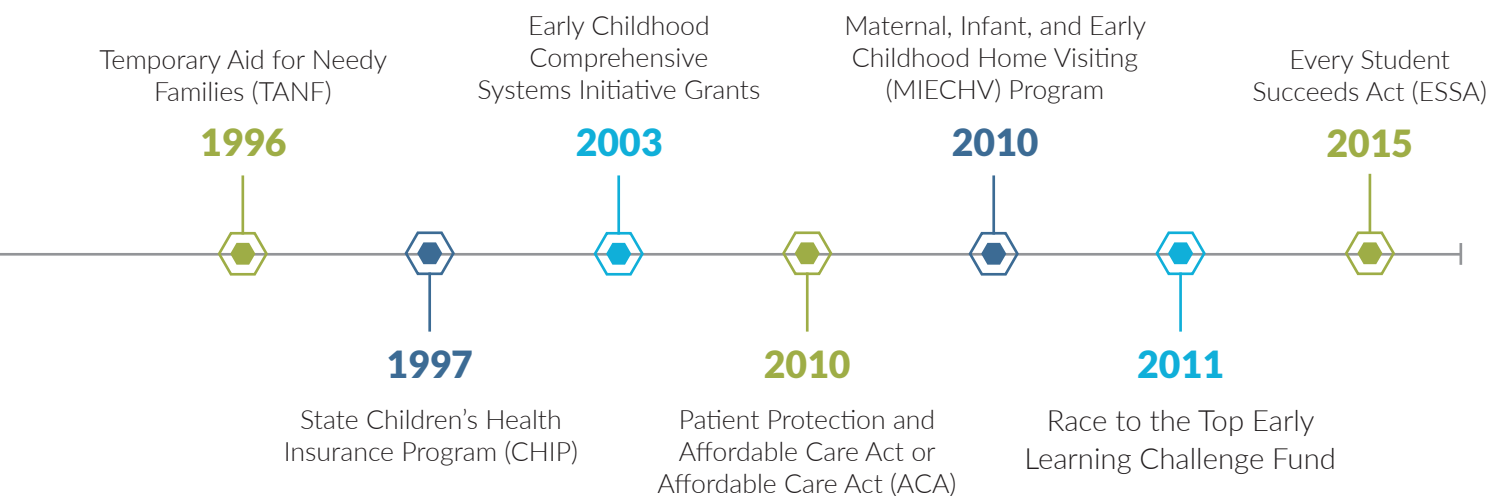 Temporary Aid for Needy
Families (TANF)
1996
State Children’s Health
Insurance Program (CHIP)
1997
Early Childhood
Comprehensive
Systems Initiative Grants
2003
Patient Protection and
Affordable Care Act or
Affordable Care Act (ACA)
2010
Maternal, Infant, and Early
Childhood Home Visiting
(MIECHV) Program
2010
Race to the Top Early
Learning Challenge Fund
2011
Every Student
Succeeds Act (ESSA)
2015